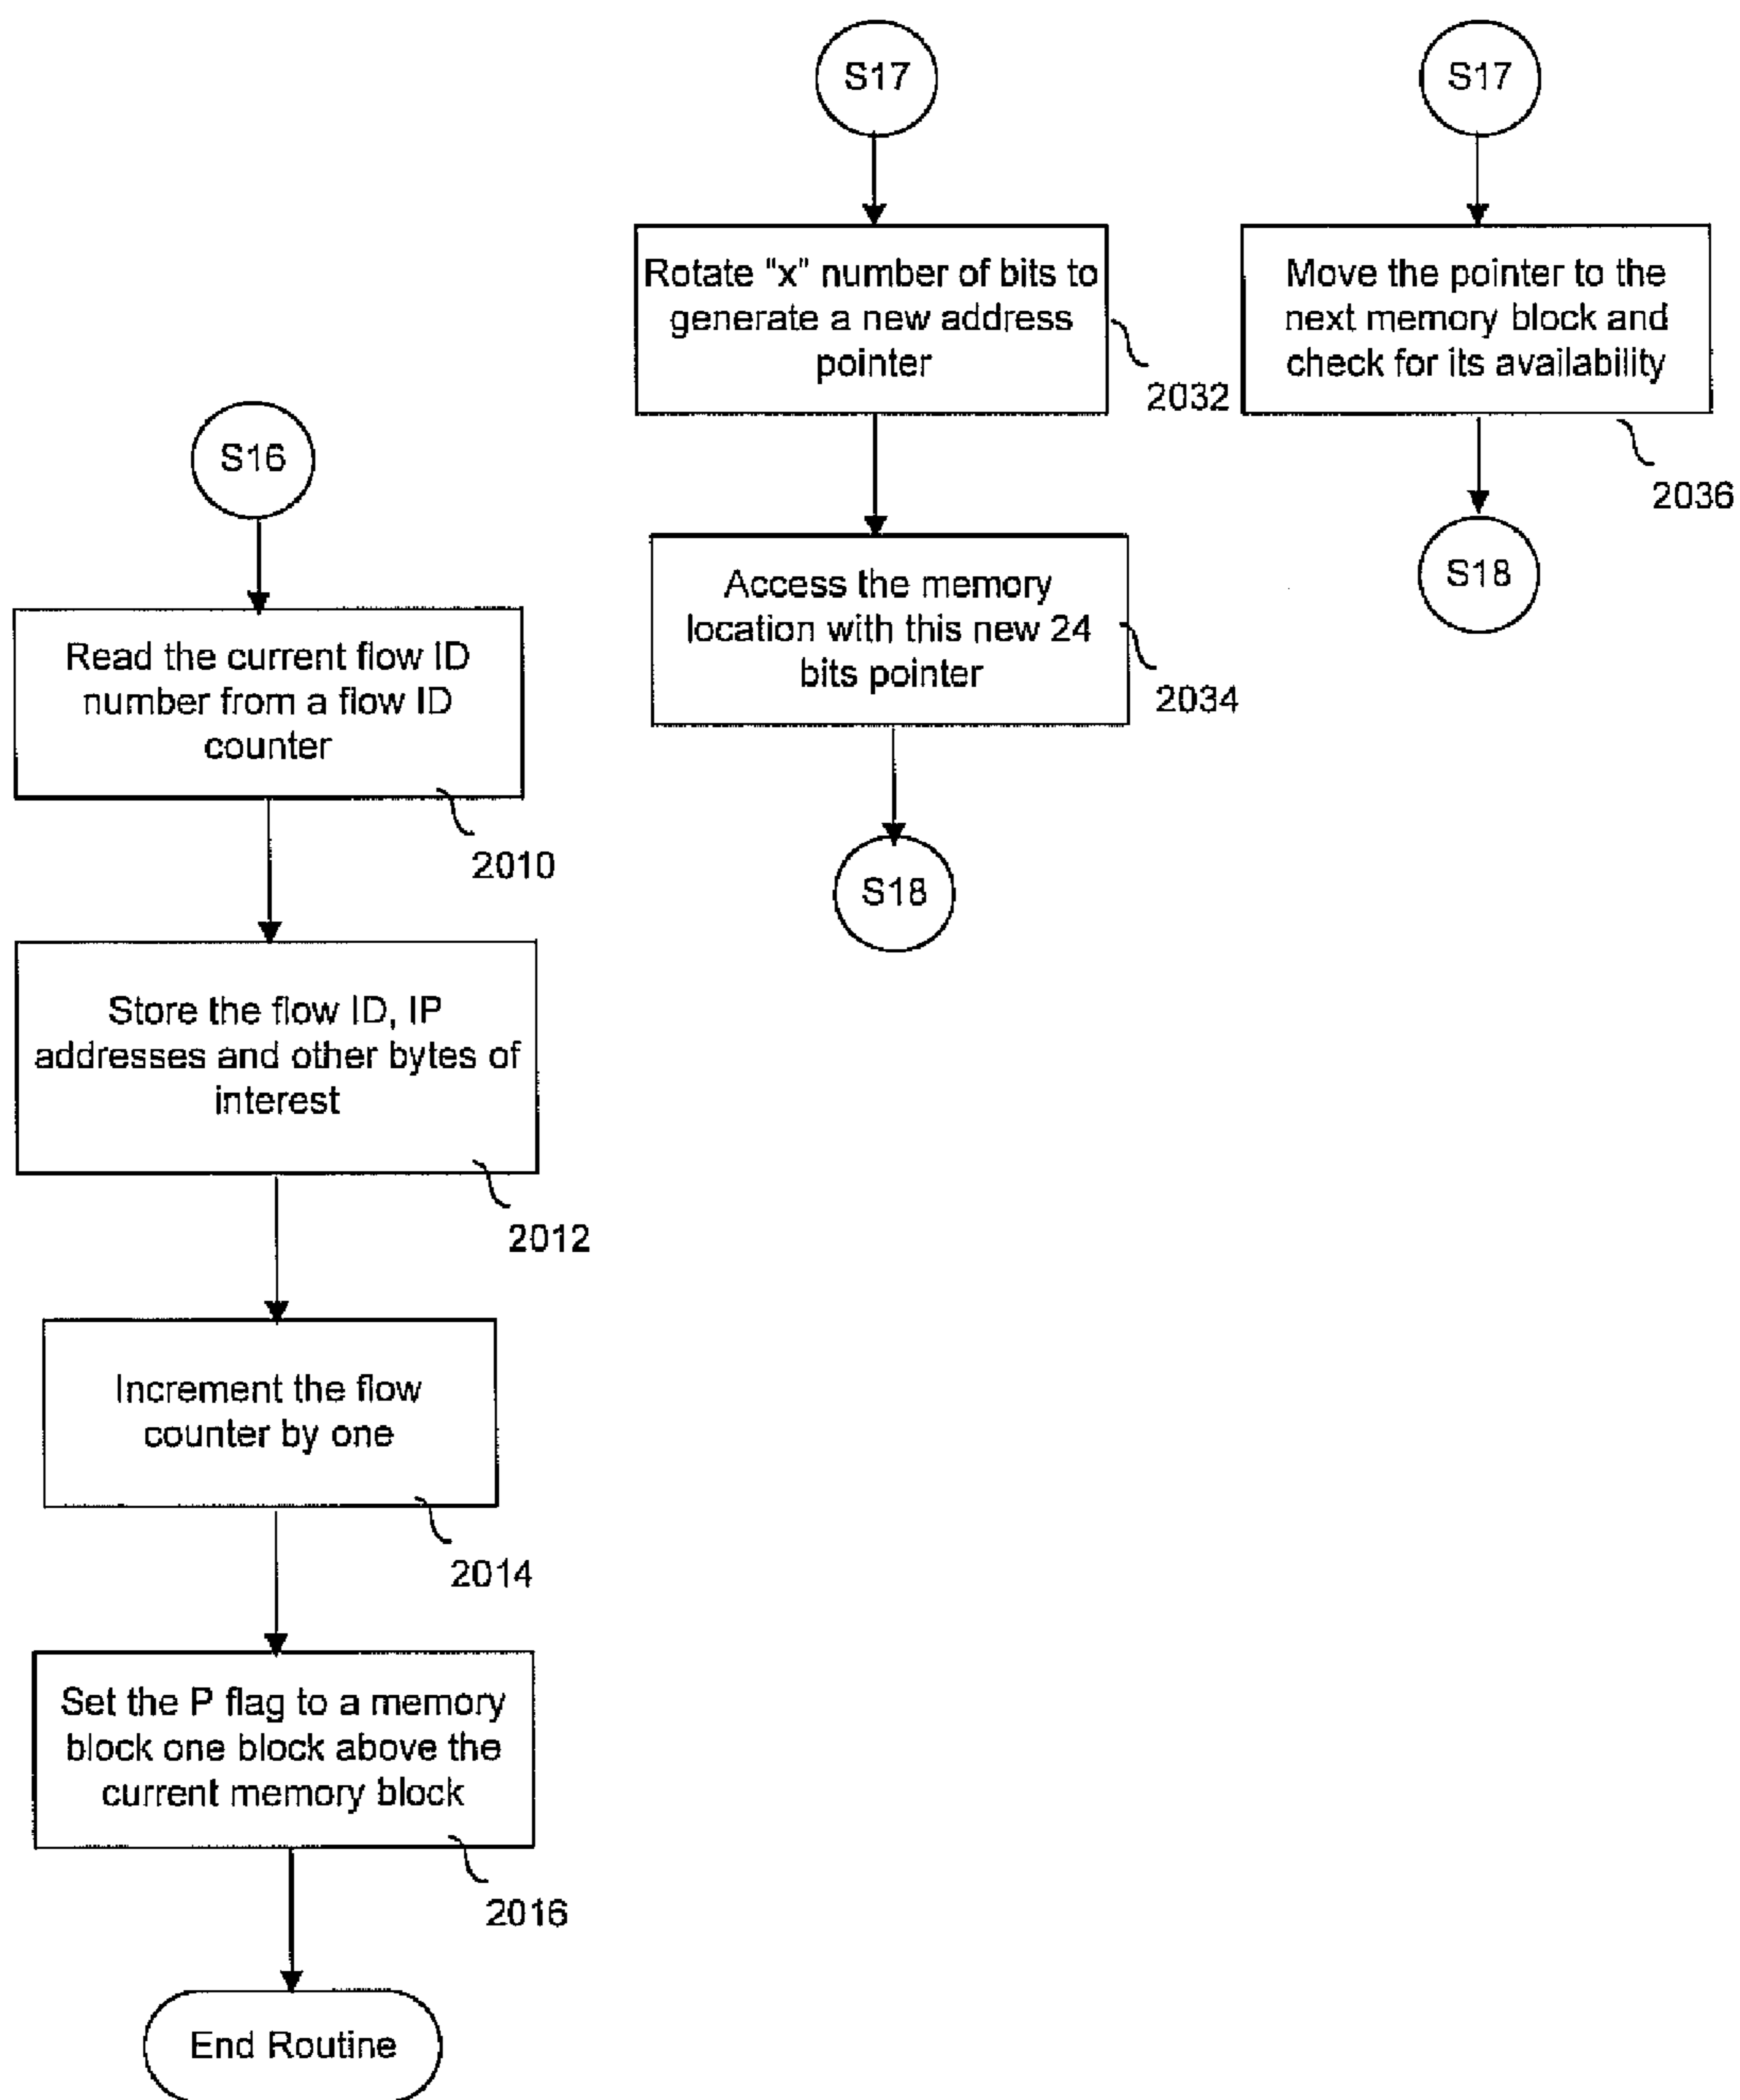 S16
Read the current flow ID
number from a flow ID
counter
2010
Store the flow ID, IP
addresses and other bytes of
interest
2012
Increment the flow
counter by one
2014
Set the P flag to a memory
block one block above the
current memory block
2016
End Routine
S17
Rotate "x" number of bits to
generate a new address
pointer
2032
Access the memory
location with this new 24
bits pointer
2034
S18
S17
Move the pointer to the
next memory block and
check for its availability
2036
S18